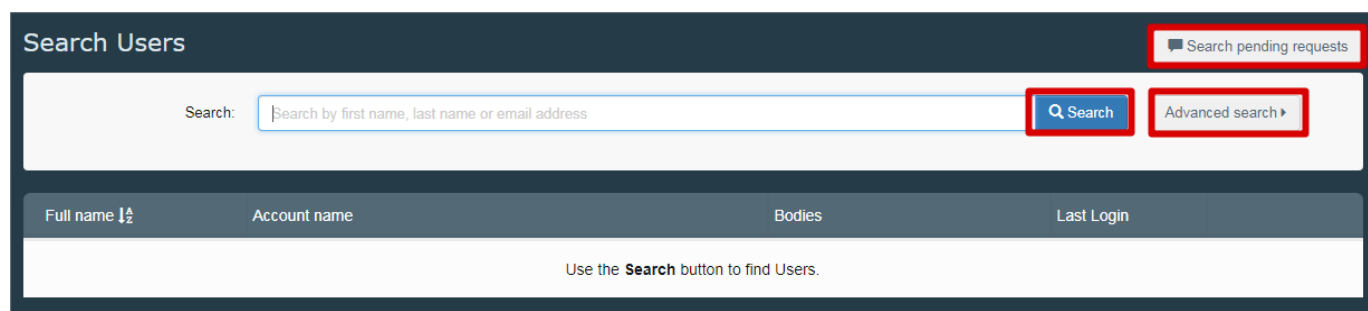 Search Users
Search pending requests
Search: Search by first name, last name or email address Search Advanced search
Full name Account name Bodies Last Login
Use the Search button to find Users.